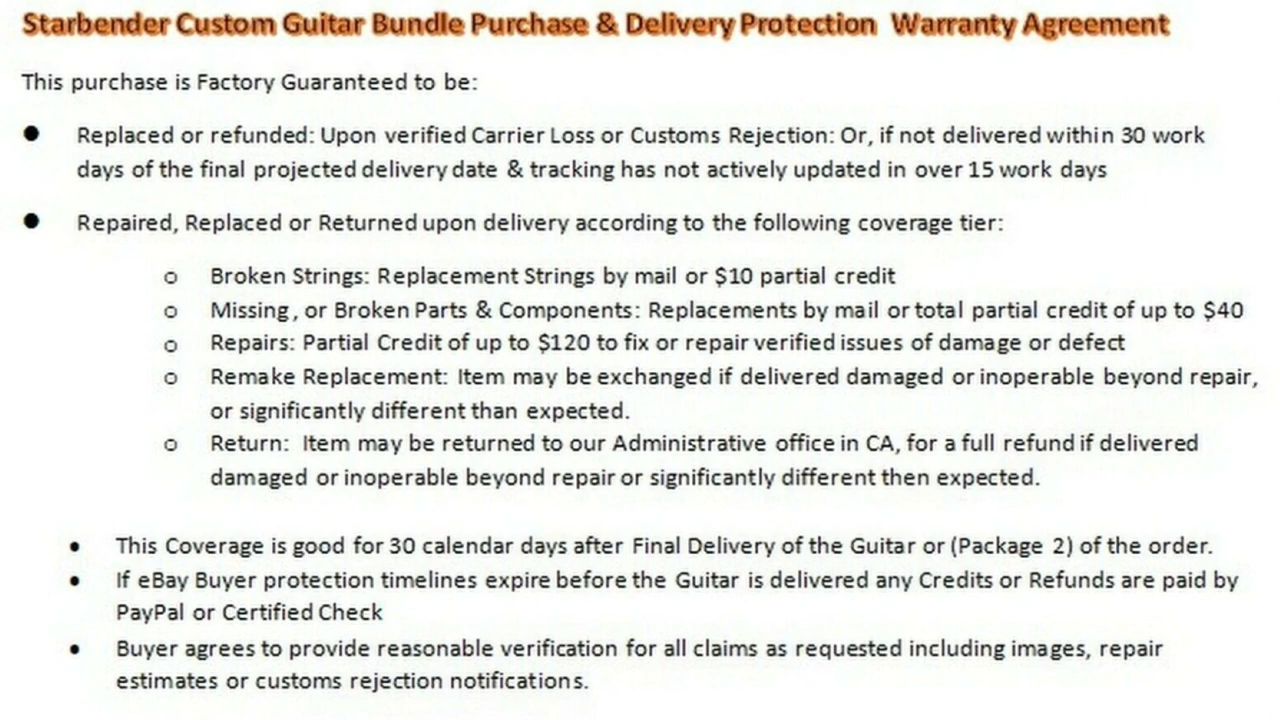 Starbender Custom Guitar Bundle Purchase & Delivery Protection Warranty Agreement
This purchase is Factory Guaranteed to be:
● Replaced or refunded: Upon verified Carrier Loss or Customs Rejection: Or, if not delivered within 30 work
days of the final projected delivery date & tracking has not actively updated in over 15 work days
● Repaired, Replaced or Returned upon delivery according to the following coverage tier:
o Broken Strings: Replacement Strings by mail or $10 partial credit
o Missing, or Broken Parts & Components: Replacements by mail or total partial credit of up to $40
o Repairs: Partial Credit of up to $120 to fix or repair verified issues of damage or defect
o Remake Replacement: Item may be exchanged if delivered damaged or inoperable beyond repair,
or significantly different than expected.
o Return: Item may be returned to our Administrative office in CA, for a full refund if delivered
damaged or inoperable beyond repair or significantly different then expected.
• This Coverage is good for 30 calendar days after Final Delivery of the Guitar or (Package 2) of the order.
• If eBay Buyer protection timelines expire before the Guitar is delivered any Credits or Refunds are paid by
PayPal or Certified Check
• Buyer agrees to provide reasonable verification for all claims as requested including images, repair
estimates or customs rejection notifications.